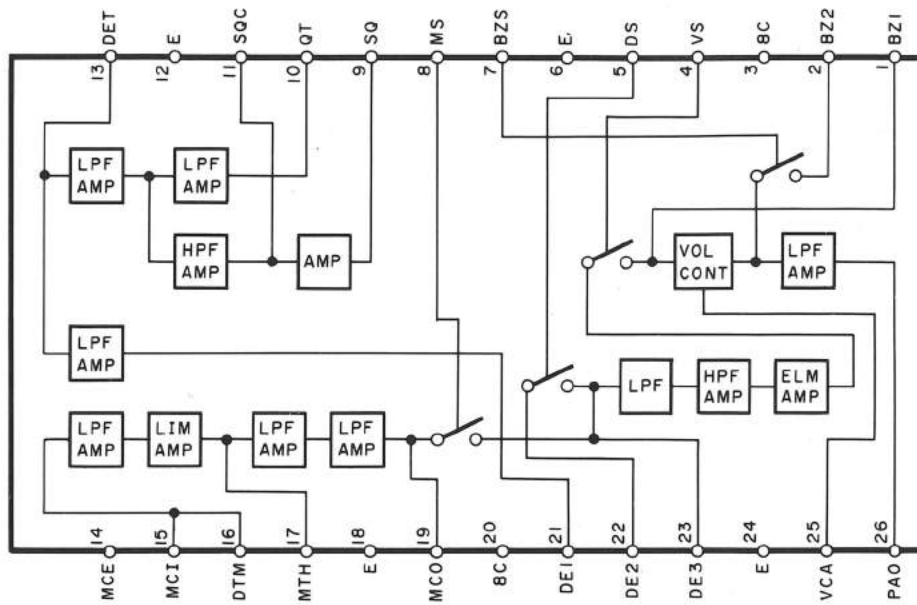 DET
E
SQC
QT
SQ
MS
BZS
E
DS
VS
8C
BZ2
BZ1
13
12
11
10
9
8
7
6
5
4
3
2
1
LPF
AMP
LPF
AMP
HPF
AMP
AMP
VOL
CONT
LPF
AMP
LPF
AMP
LPF
HPF
AMP
ELM
AMP
LPF
AMP
LIM
AMP
LPF
AMP
LPF
AMP
14
15
16
17
18
19
20
21
22
23
24
25
26
MCE
MCI
DTM
MTH
E
MCO
8C
DE1
DE2
DE3
E
VCA
PAO